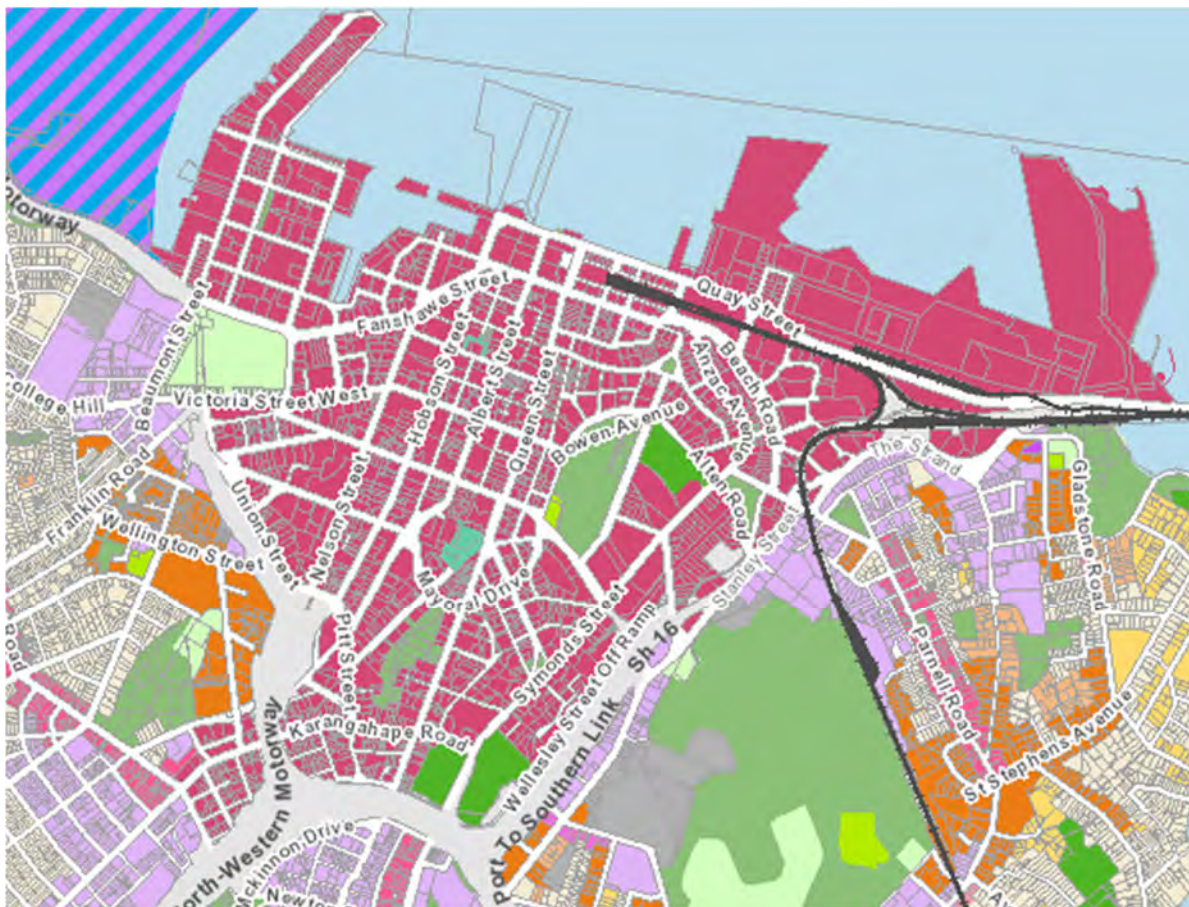 otorway
Quay Street
Fanshawe Street
Beaumont Street
Hobson Street
Albert Street
Queen Street
Anzac Avenue
Beach Road
College Hill
Victoria Street West
Bowen Avenue
Alten Road
The Strand
Gladstone Road
Franklin Road
Union Street
Nelson Street
Wellington Street
Stanley Street
Mayoral Drive
Pitt Street
Symonds Street
Wellesley Street Off Ramp
Sh 16
Parnell Road
Road
Karangahape Road
St Stephens Avenue
North-Western Motorway
Port To Southern Link
Mckinnon Drive
Newto
A